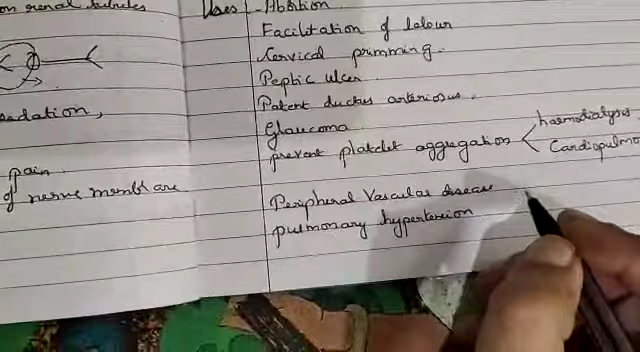 on renal tubules
sedation,
pain.
of nerve membrane
Uses - Abortion
Facilitation of labour
Cervical primming.
Peptic ulcer.
Patent ductus arteriosus.
Glaucoma
prevent platelet aggregation < haemodialysis
Cardiopulmo
Peripheral Vascular disease
pulmonary hypertension